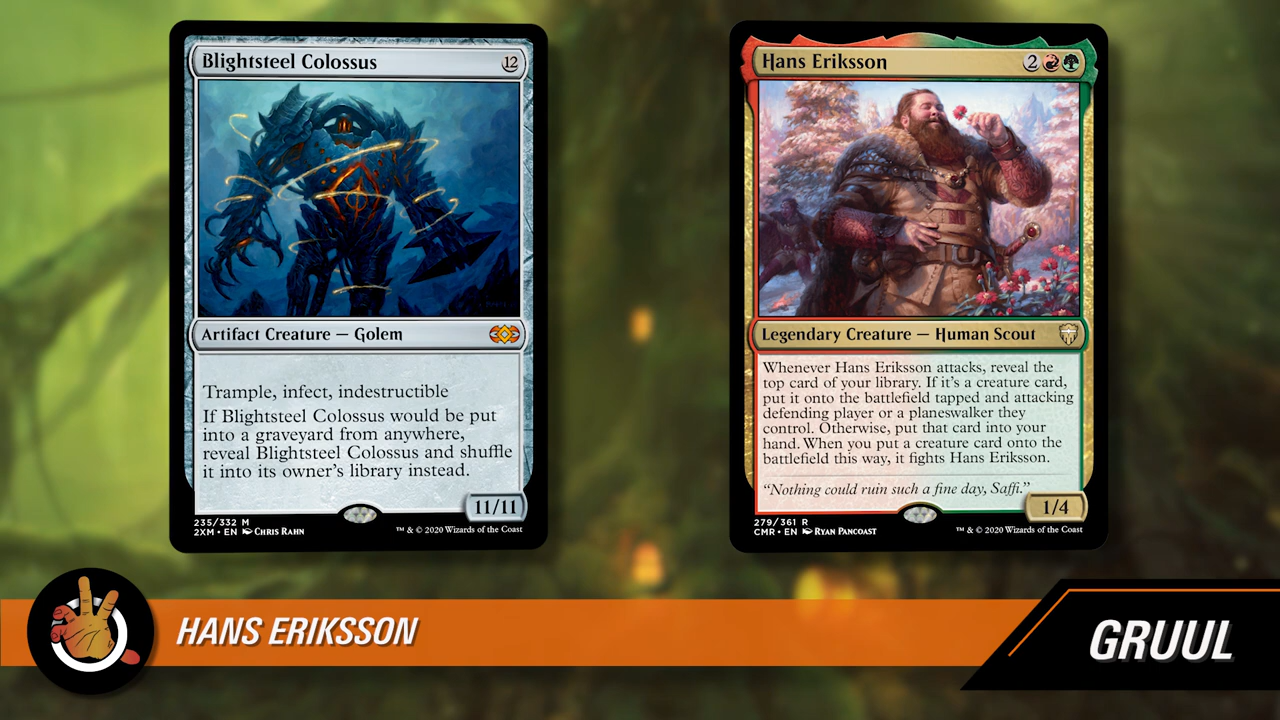 Blightsteel Colossus
12
Artifact Creature — Golem
Trample, infect, indestructible
If Blightsteel Colossus would be put
into a graveyard from anywhere,
reveal Blightsteel Colossus and shuffle
it into its owner's library instead.
11/11
235/332 M
2XM • EN Chris Rahn
™ & © 2020 Wizards of the Coast
Hans Eriksson
2
Legendary Creature — Human Scout
Whenever Hans Eriksson attacks, reveal the
top card of your library. If it's a creature card,
put it onto the battlefield tapped and attacking
defending player or a planeswalker they
control. Otherwise, put that card into your
hand. When you put a creature card onto the
battlefield this way, it fights Hans Eriksson.
“Nothing could ruin such a fine day, Saffi.”
1/4
279/361 R
CMR • EN Ryan Pancoast
™ & © 2020 Wizards of the Coast
HANS ERIKSSON
GRUUL